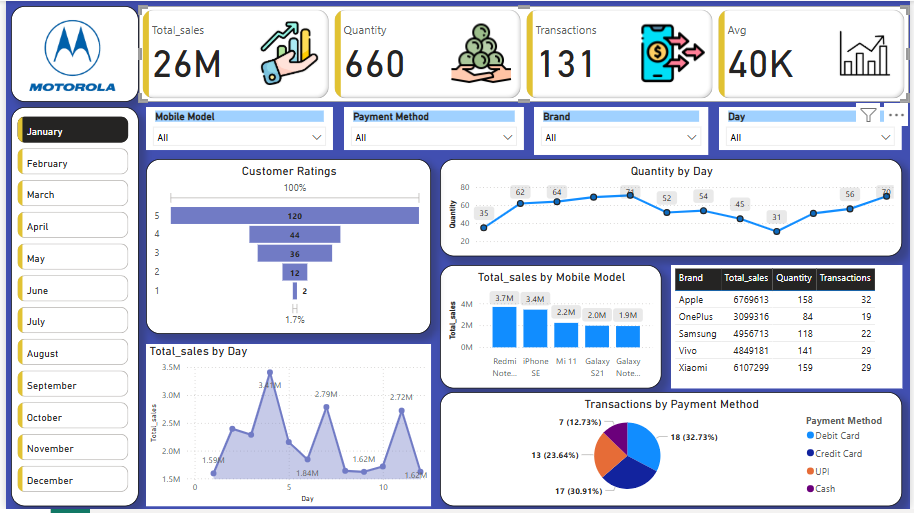 MOTOROLA
Total_sales
26M
Quantity
660
Transactions
131
Avg
40K
January
February
March
April
May
June
July
August
September
October
November
December
Mobile Model
All
Payment Method
All
Brand
All
Day
All
Customer Ratings
100%
5 120
4 44
3 36
2 12
1 2
1.7%
Quantity by Day
Quantity
80
60
40
20
35 62 64 71 52 54 45 31 56 70
Total_sales by Mobile Model
Total_sales
4M
2M
0M
3.7M 3.4M 2.2M 2.0M 1.9M
Redmi Note...
iPhone SE
Mi 11
Galaxy S21
Galaxy Note...
Brand Total_sales Quantity Transactions
Apple 6769613 158 32
OnePlus 3099316 84 19
Samsung 4956713 118 22
Vivo 4849181 141 29
Xiaomi 6107299 159 29
Total_sales by Day
Total_sales
3.5M
3.0M
2.5M
2.0M
1.5M
1.59M 3.41M 1.84M 2.79M 1.62M 2.72M 1.62M
0 5 10
Day
Transactions by Payment Method
7 (12.73%)
18 (32.73%)
13 (23.64%)
17 (30.91%)
Payment Method
Debit Card
Credit Card
UPI
Cash